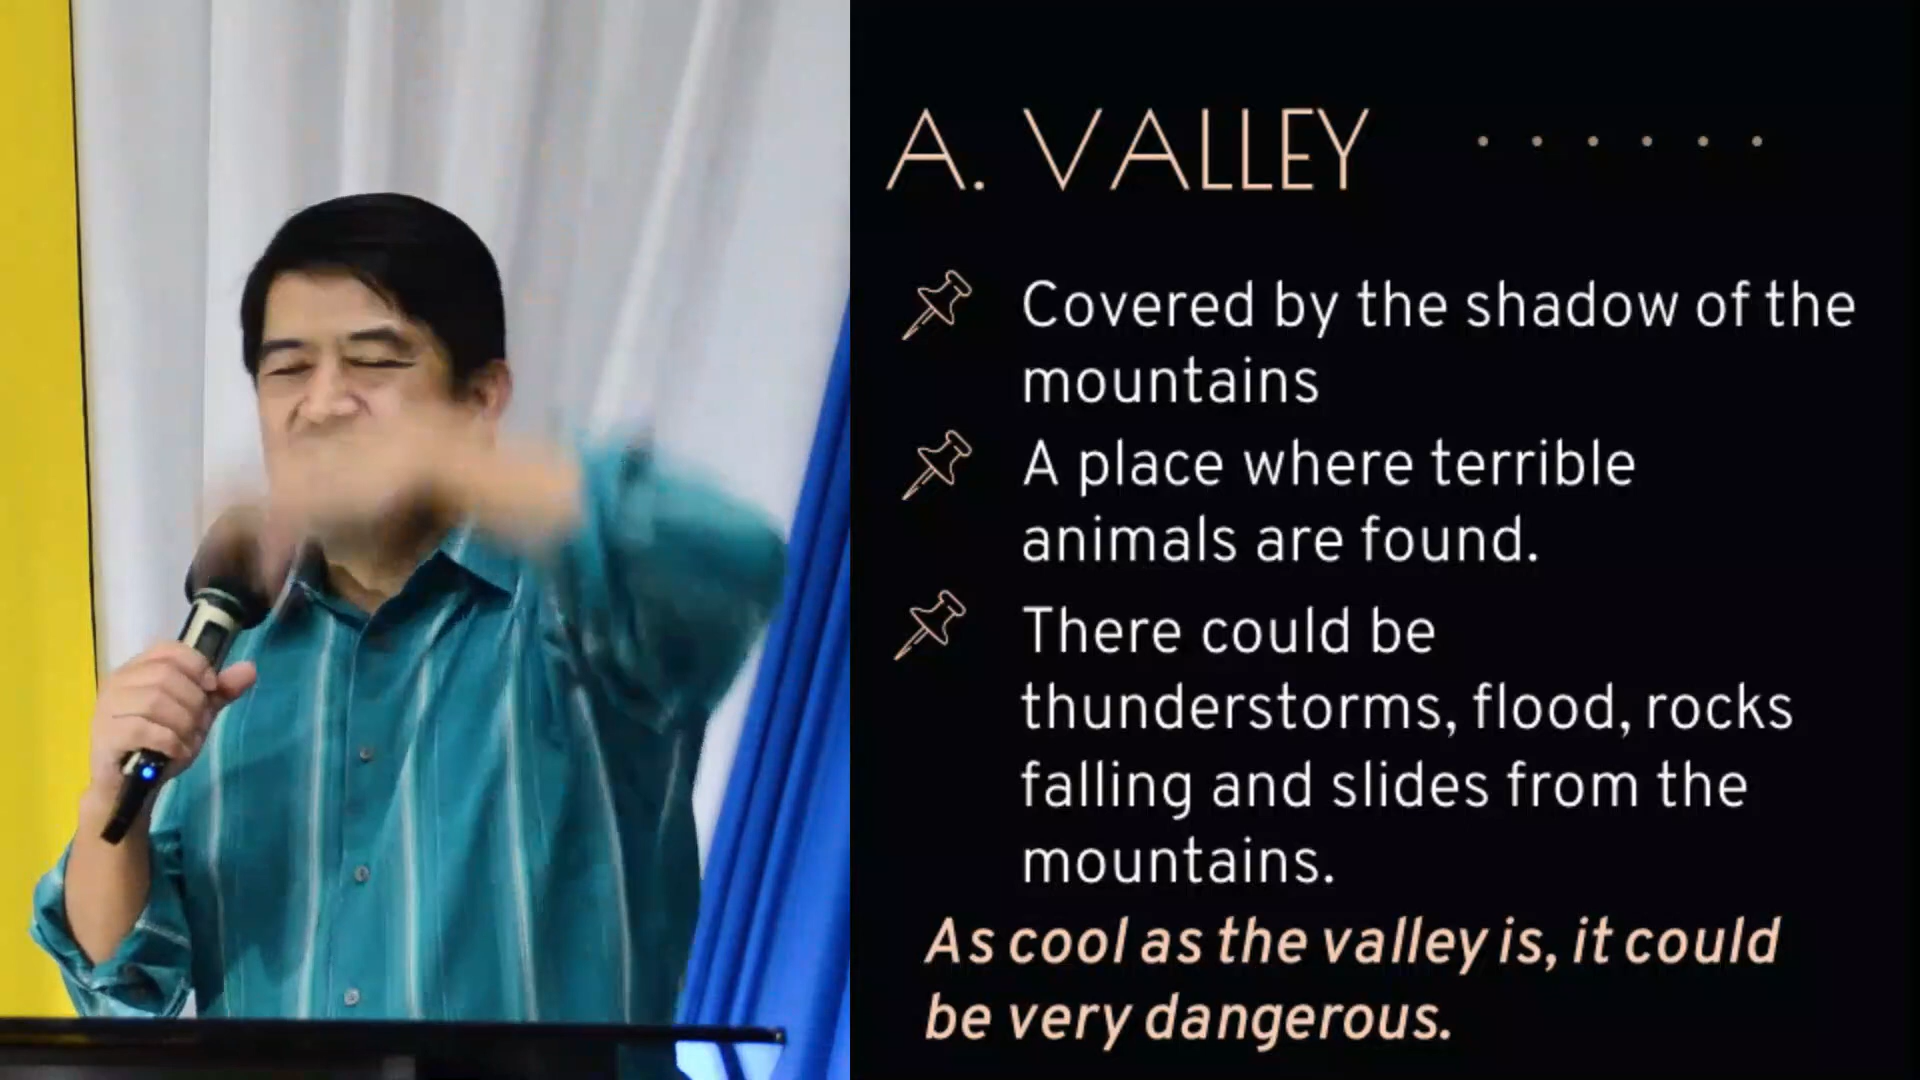 A. VALLEY
Covered by the shadow of the
mountains
A place where terrible
animals are found.
There could be
thunderstorms, flood, rocks
falling and slides from the
mountains.
As cool as the valley is, it could
be very dangerous.